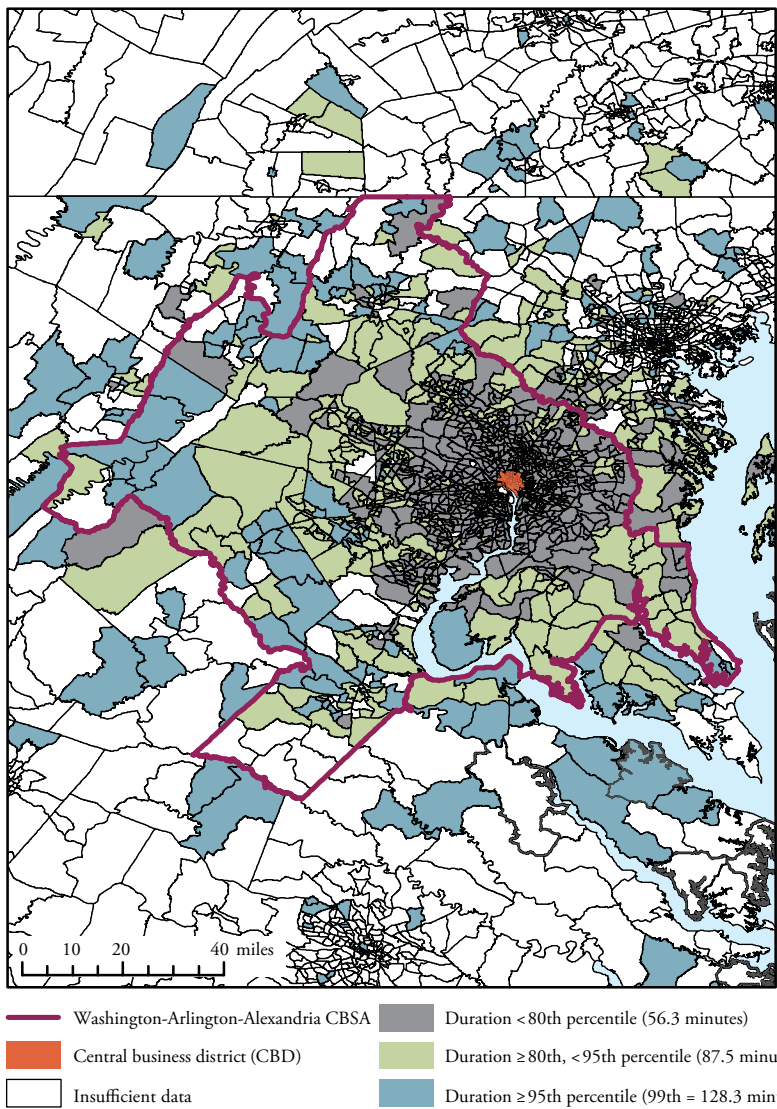 0 10 20 40 miles
Washington-Arlington-Alexandria CBSA
Central business district (CBD)
Insufficient data
Duration <80th percentile (56.3 minutes)
Duration ≥80th, <95th percentile (87.5 minu
Duration ≥95th percentile (99th = 128.3 min